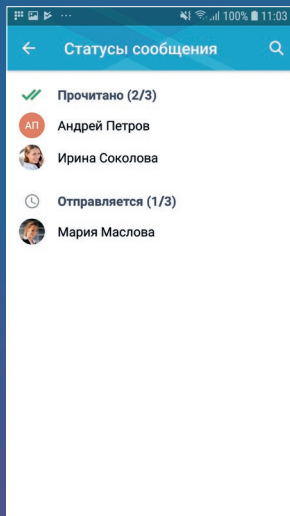 100% 11:03
Статусы сообщения
Прочитано (2/3)
АП Андрей Петров
Ирина Соколова
Отправляется (1/3)
Мария Маслова